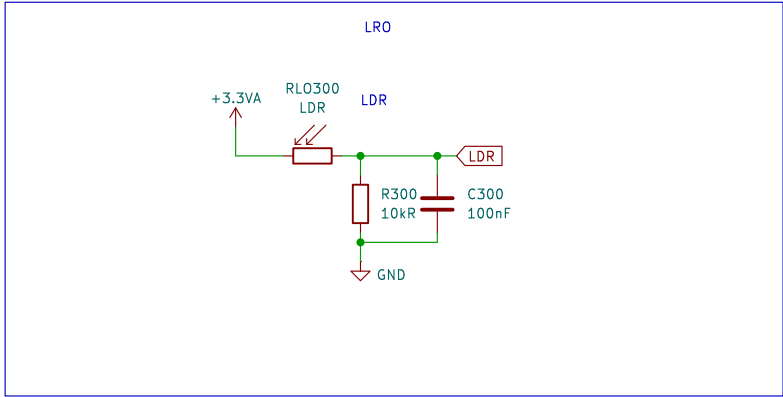 LRO
RLO300
LDR
LDR
+3.3VA
LDR
R300
10kR
C300
100nF
GND